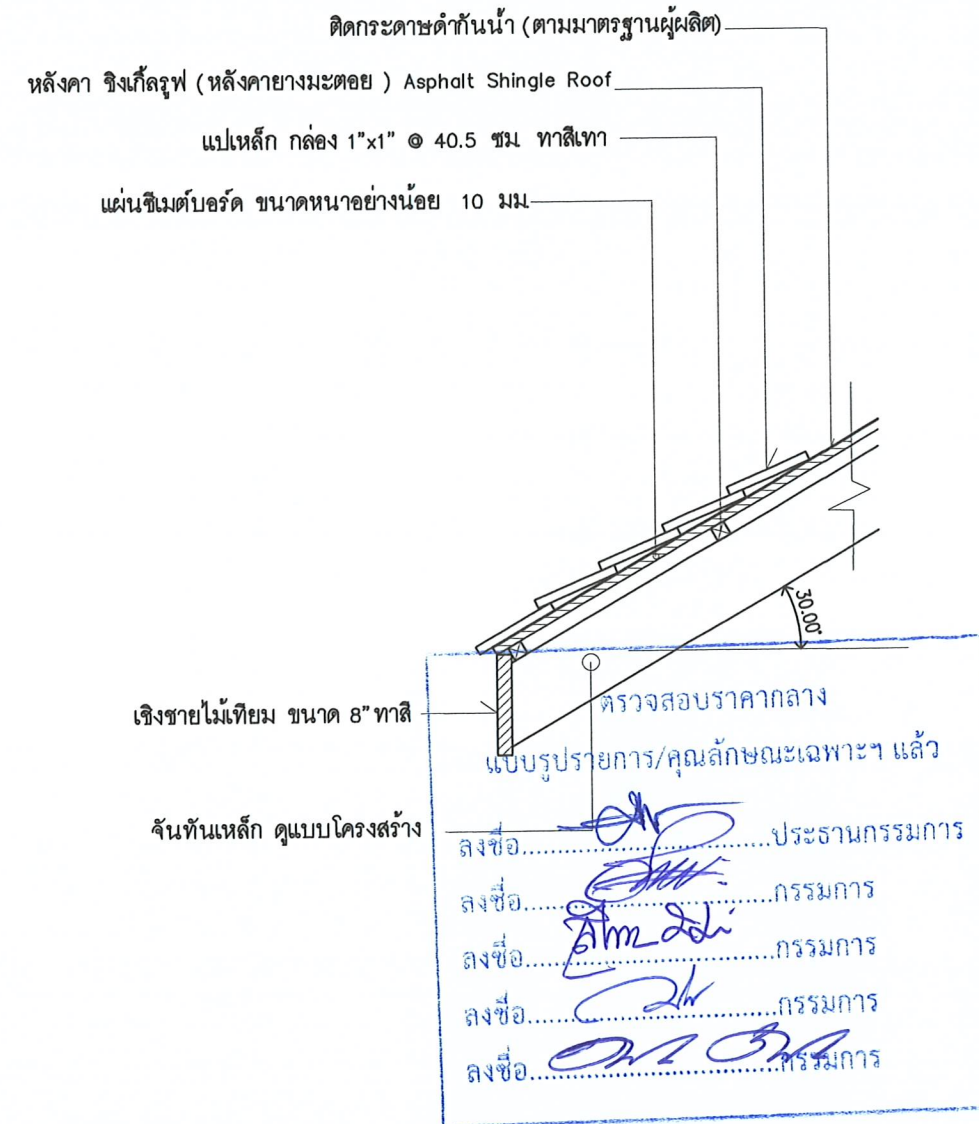 ติดกระดาษดำกันน้ำ (ตามมาตรฐานผู้ผลิต)
หลังคา ชิงเกิ้ลรูฟ (หลังคายางมะตอย ) Asphalt Shingle Roof
แปเหล็ก กล่อง 1"x1" @ 40.5 ซม. ทาสีเทา
แผ่นซีเมต์บอร์ด ขนาดหนาอย่างน้อย 10 มม.
30.00°
เชิงชายไม้เทียม ขนาด 8" ทาสี
จันทันเหล็ก ดูแบบโครงสร้าง
ตรวจสอบราคากลาง
แบบรูปรายการ/คุณลักษณะเฉพาะฯ แล้ว
ลงชื่อ..............................ประธานกรรมการ
ลงชื่อ..............................กรรมการ
ลงชื่อ..............................กรรมการ
ลงชื่อ..............................กรรมการ
ลงชื่อ..............................กรรมการ